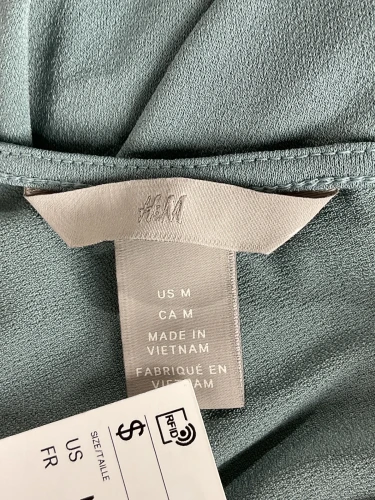 H&M
US M
CA M
MADE IN
VIETNAM
FABRIQUÉ EN
VIETNAM
RFID
$
SIZE/TAILLE
US
FR